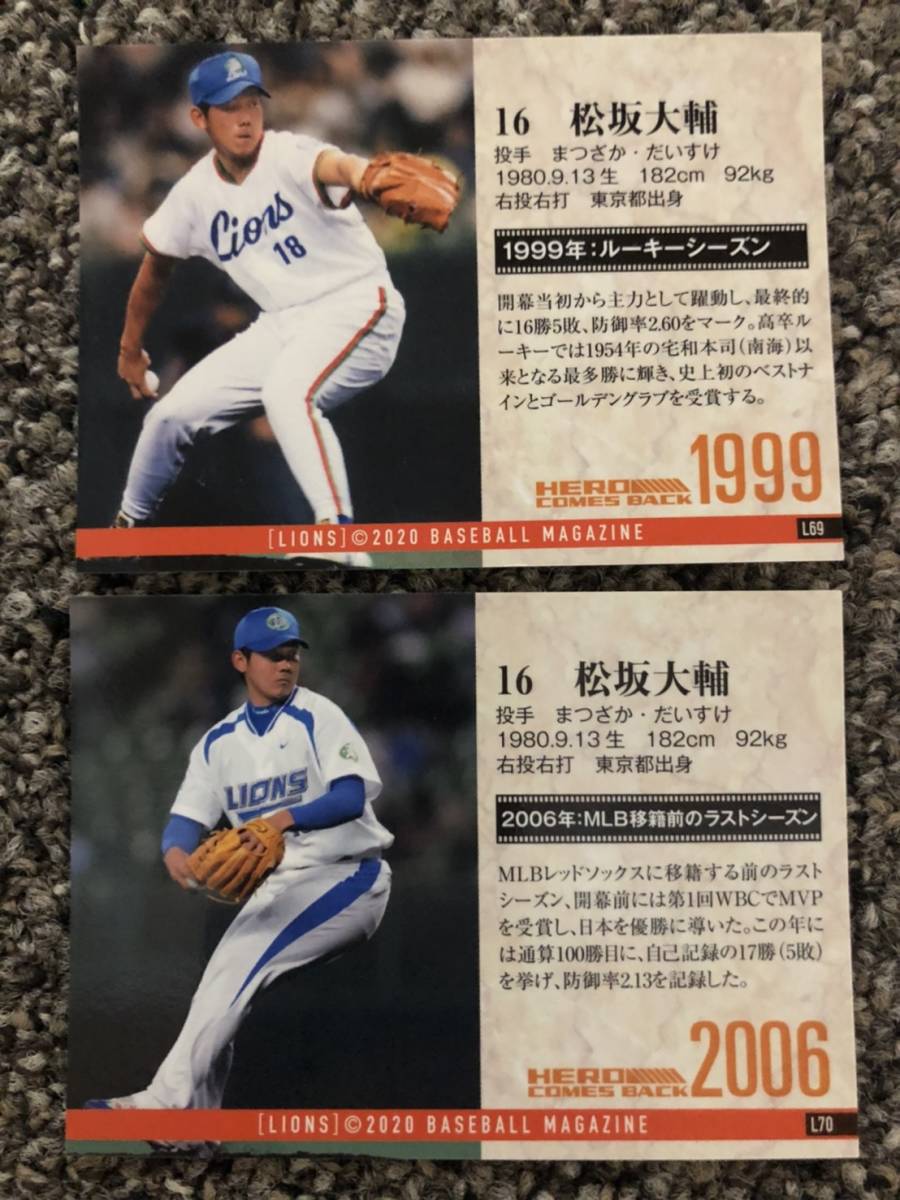 Lions
18
16 松坂大輔
投手 まつざか・だいすけ
1980.9.13生 182cm 92kg
右投右打 東京都出身
1999年：ルーキーシーズン
開幕当初から主力として躍動し、最終的
に16勝5敗、防御率2.60をマーク。高卒ル
ーキーでは1954年の宅和本司（南海）以
来となる最多勝に輝き、史上初のベストナ
インとゴールデングラブを受賞する。
HERO
COMES BACK
1999
[LIONS]©2020 BASEBALL MAGAZINE
L69
LIONS
16 松坂大輔
投手 まつざか・だいすけ
1980.9.13生 182cm 92kg
右投右打 東京都出身
2006年：MLB移籍前のラストシーズン
MLBレッドソックスに移籍する前のラスト
シーズン、開幕前には第1回WBCでMVP
を受賞し、日本を優勝に導いた。この年に
は通算100勝目に、自己記録の17勝（5敗）
を挙げ、防御率2.13を記録した。
HERO
COMES BACK
2006
[LIONS]©2020 BASEBALL MAGAZINE
L70